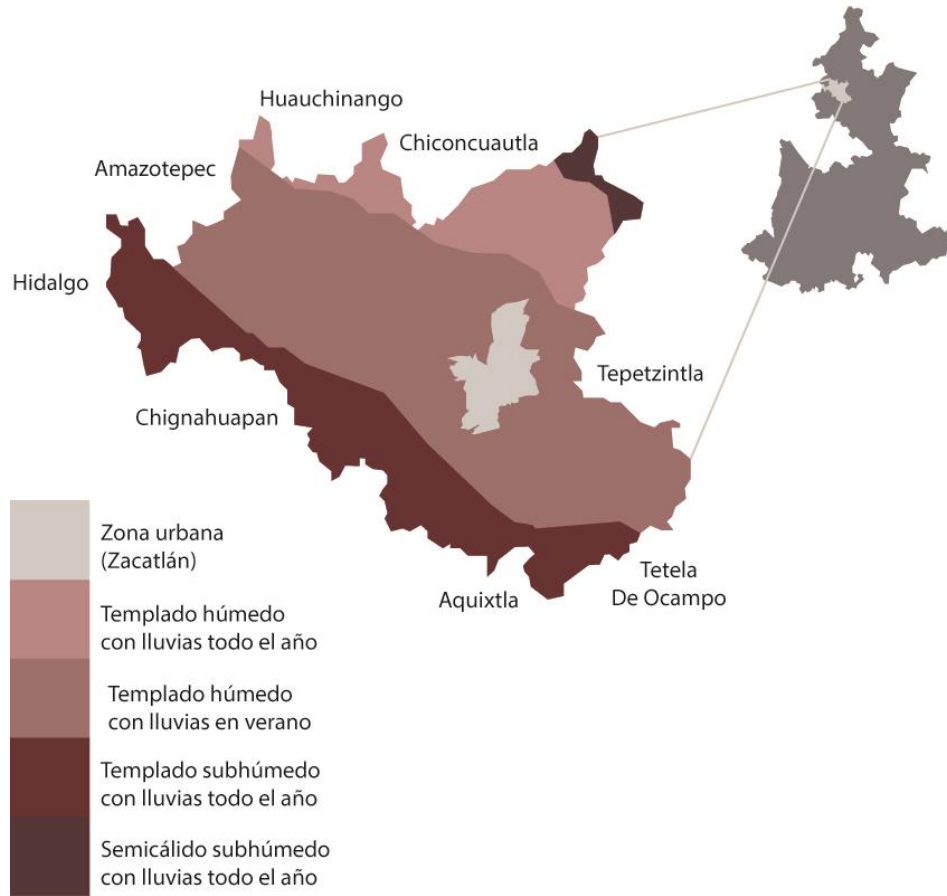 Huauchinango
Chiconcuautla
Amazotepec
Hidalgo
Tepetzintla
Chignahuapan
Zona urbana
(Zacatlán)
Aquixtla
Tetela
De Ocampo
Templado húmedo
con lluvias todo el año
Templado húmedo
con lluvias en verano
Templado subhúmedo
con lluvias todo el año
Semicálido subhúmedo
con lluvias todo el año